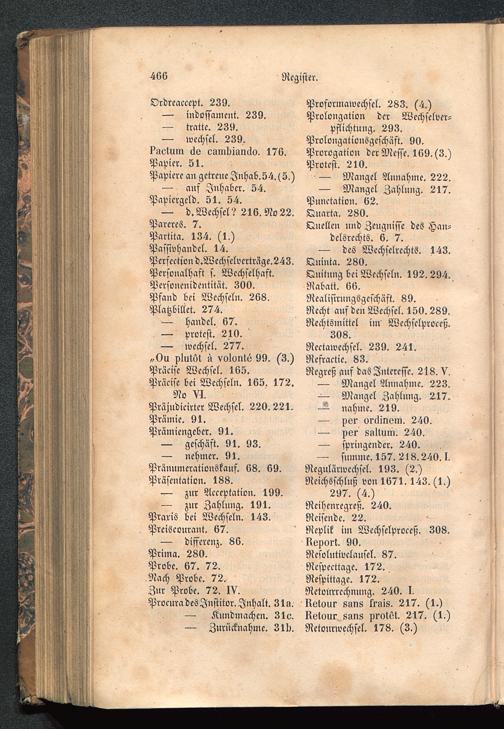 466
Register.
Ordreaccept. 239.
— indossament. 239.
— tratte. 239.
— wechsel. 239.
Pactum de cambiando. 176.
Papier. 51.
Papiere an getreue Inhab. 54. (5.)
— auf Inhaber. 54.
Papiergeld. 51. 54.
— d. Wechsel? 216. No 22.
Pareres. 7.
Partita. 134. (1.)
Passivhandel. 14.
Perfection d. Wechselverträge. 243.
Personalhaft s. Wechselhaft.
Personenidentität. 300.
Pfand bei Wechseln. 268.
Platzbillet. 274.
— handel. 67.
— protest. 210.
— wechsel. 277.
„Ou plutôt à volonté 99. (3.)
Präcise Wechsel. 165.
Präcise bei Wechseln. 165, 172.
No VI.
Präjudicirter Wechsel. 220. 221.
Prämie. 91.
Prämiengeber. 91.
— geschäft. 91. 93.
— nehmer. 91.
Pränumerationskauf. 68. 69.
Präsentation. 188.
— zur Acceptation. 199.
— zur Zahlung. 191.
Praxis bei Wechseln. 143.
Preiscourant. 67.
— differenz. 86.
Prima. 280.
Probe. 67. 72.
Nach Probe. 72.
Zur Probe. 72. IV.
Procura des Institor. Inhalt. 31a.
— Kundmachen. 31c.
— Zurücknahme. 31b.
Proformawechsel. 283. (4.)
Prolongation der Wechselver-
pflichtung. 293.
Prolongationsgeschäft. 90.
Prorogation der Messe. 169. (3.)
Protest. 210.
— Mangel Annahme. 222.
— Mangel Zahlung. 217.
Punctation. 62.
Quarta. 280.
Quellen und Zeugnisse des Han-
delsrechts. 6. 7.
— des Wechselrechts. 143.
Quinta. 280.
Quitung bei Wechseln. 192. 294.
Rabatt. 66.
Realisirungsgeschäft. 89.
Recht auf den Wechsel. 150. 289.
Rechtsmittel im Wechselproceß.
308.
Rectawechsel. 239. 241.
Refractie. 83.
Regreß auf das Interesse. 218. V.
— Mangel Annahme. 223.
— Mangel Zahlung. 217.
— nahme. 219.
— per ordinem. 240.
— per saltum. 240.
— springender. 240.
— summe. 157. 218. 240. I.
Regulärwechsel. 193. (2.)
Reichsschluß von 1671. 143. (1.)
297. (4.)
Reihenregreß. 240.
Reisende. 22.
Replik im Wechselproceß. 308.
Report. 90.
Resolutivclausel. 87.
Respecttage. 172.
Respittage. 172.
Retourrechnung. 240. I.
Retour sans frais. 217. (1.)
Retour sans protêt. 217. (1.)
Retourwechsel. 178. (3.)